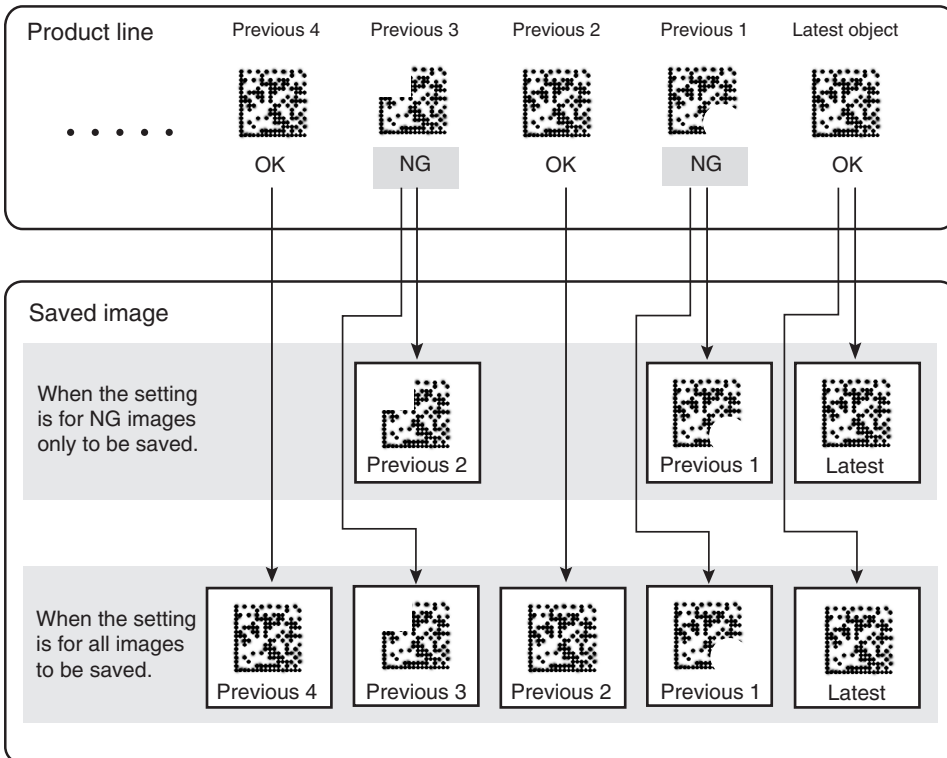 Product line
Previous 4
Previous 3
Previous 2
Previous 1
Latest object
OK
NG
OK
NG
OK
Saved image
When the setting
is for NG images
only to be saved.
Previous 2
Previous 1
Latest
When the setting
is for all images
to be saved.
Previous 4
Previous 3
Previous 2
Previous 1
Latest